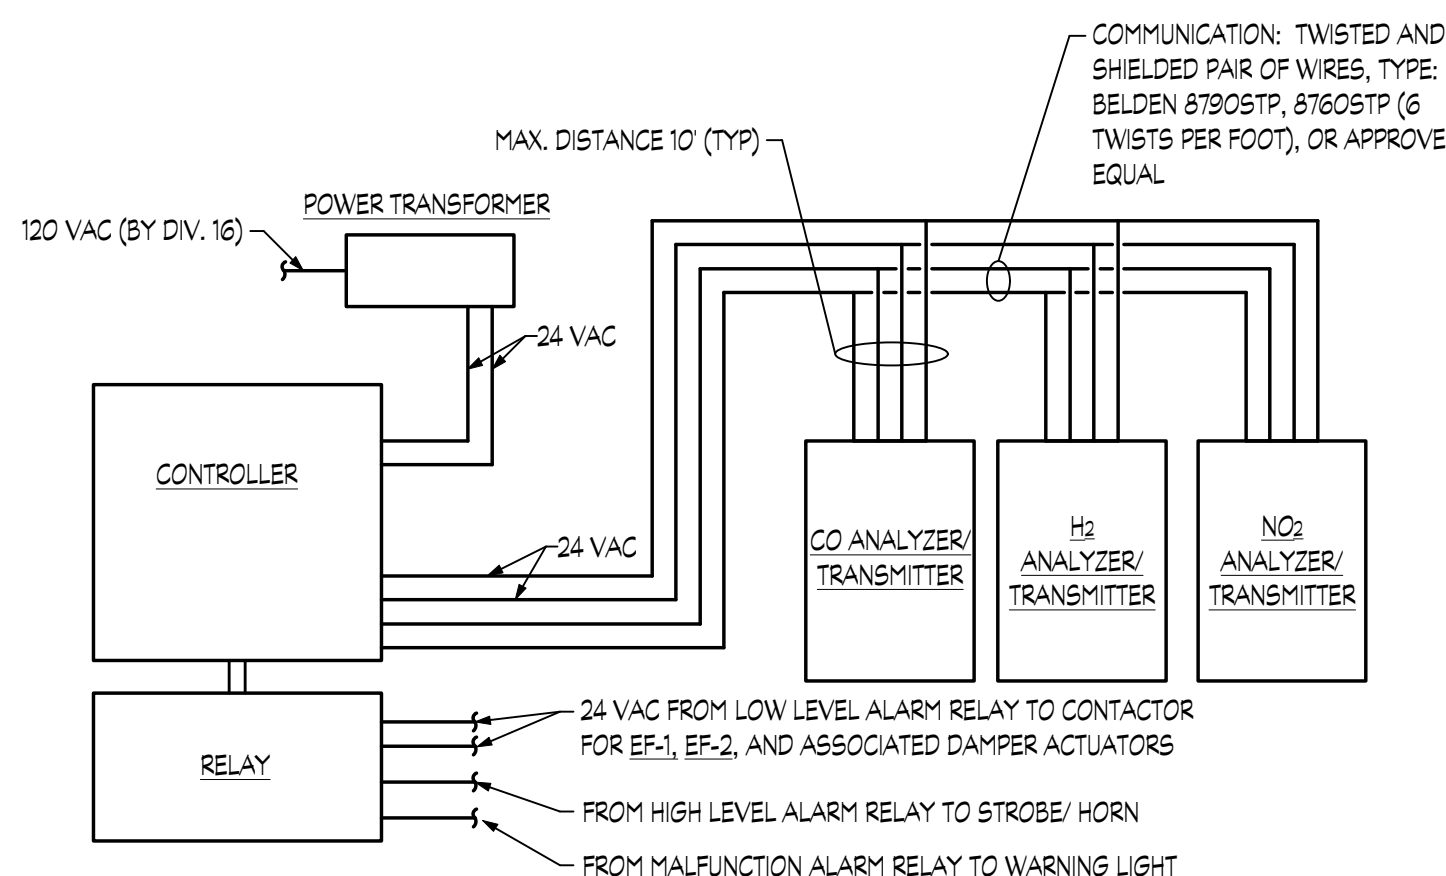 COMMUNICATION: TWISTED AND
SHIELDED PAIR OF WIRES, TYPE:
BELDEN 8790STP, 8760STP (6
TWISTS PER FOOT), OR APPROVE
EQUAL
MAX. DISTANCE 10' (TYP)
POWER TRANSFORMER
120 VAC (BY DIV. 16)
24 VAC
CONTROLLER
24 VAC
CO ANALYZER/
TRANSMITTER
H2
ANALYZER/
TRANSMITTER
NO2
ANALYZER/
TRANSMITTER
RELAY
24 VAC FROM LOW LEVEL ALARM RELAY TO CONTACTOR
FOR EF-1, EF-2, AND ASSOCIATED DAMPER ACTUATORS
FROM HIGH LEVEL ALARM RELAY TO STROBE/ HORN
FROM MALFUNCTION ALARM RELAY TO WARNING LIGHT